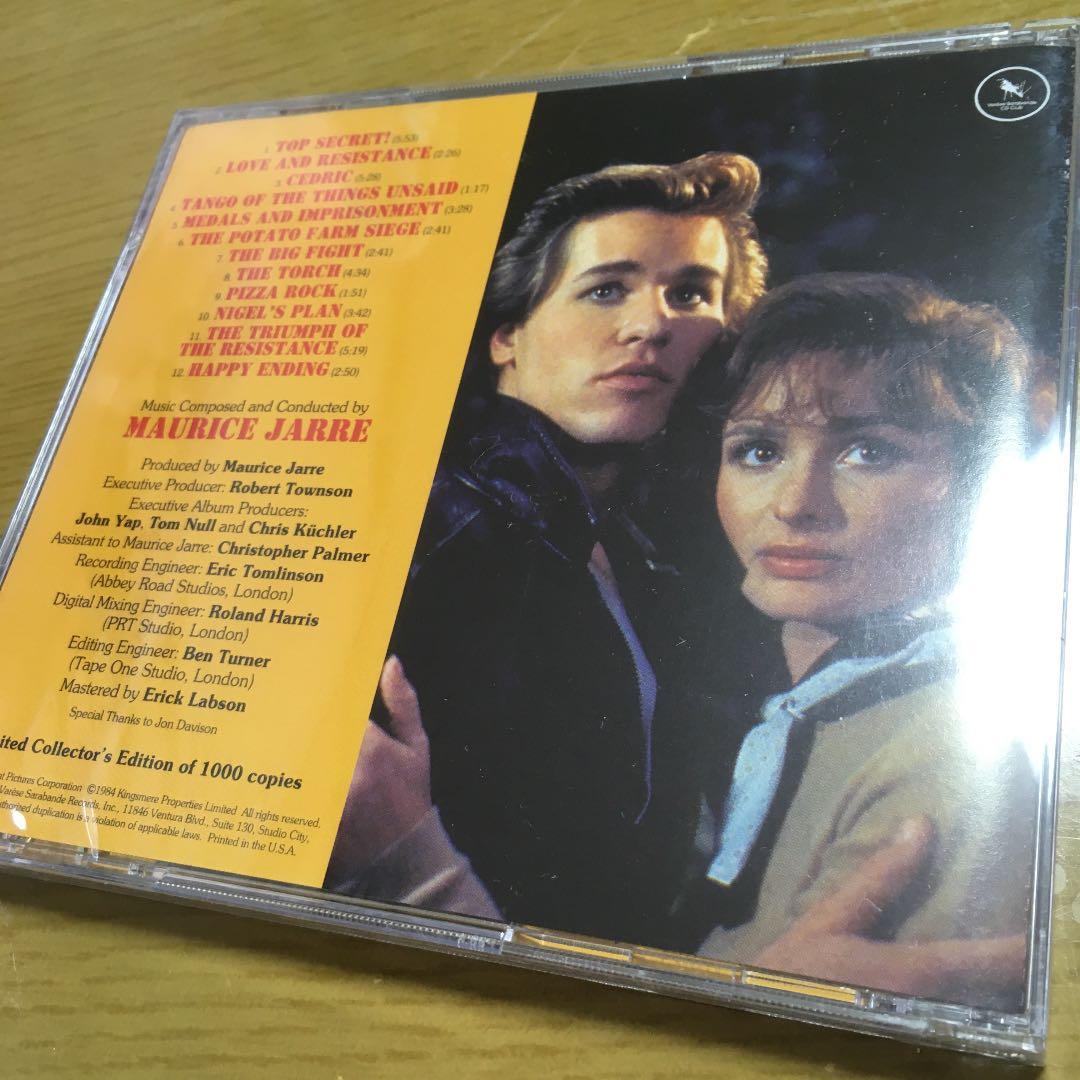 1. TOP SECRET! (5:53)
2. LOVE AND RESISTANCE (2:26)
3. CEDRIC (5:28)
4. TANGO OF THE THINGS UNSAID (1:17)
5. MEDALS AND IMPRISONMENT (3:28)
6. THE POTATO FARM SIEGE (2:41)
7. THE BIG FIGHT (2:41)
8. THE TORCH (4:34)
9. PIZZA ROCK (1:51)
10. NIGEL'S PLAN (3:42)
11. THE TRIUMPH OF
THE RESISTANCE (5:19)
12. HAPPY ENDING (2:50)
Music Composed and Conducted by
MAURICE JARRE
Produced by Maurice Jarre
Executive Producer: Robert Townson
Executive Album Producers:
John Yap, Tom Null and Chris Küchler
Assistant to Maurice Jarre: Christopher Palmer
Recording Engineer: Eric Tomlinson
(Abbey Road Studios, London)
Digital Mixing Engineer: Roland Harris
(PRT Studio, London)
Editing Engineer: Ben Turner
(Tape One Studio, London)
Mastered by Erick Labson
Special Thanks to Jon Davison
ited Collector's Edition of 1000 copies
Pictures Corporation ©1984 Kingsmere Properties Limited All rights reserved.
Varèse Sarabande Records, Inc., 11846 Ventura Blvd., Suite 130, Studio City,
duplication is a violation of applicable laws. Printed in the U.S.A.
Varèse Sarabande
CD Club